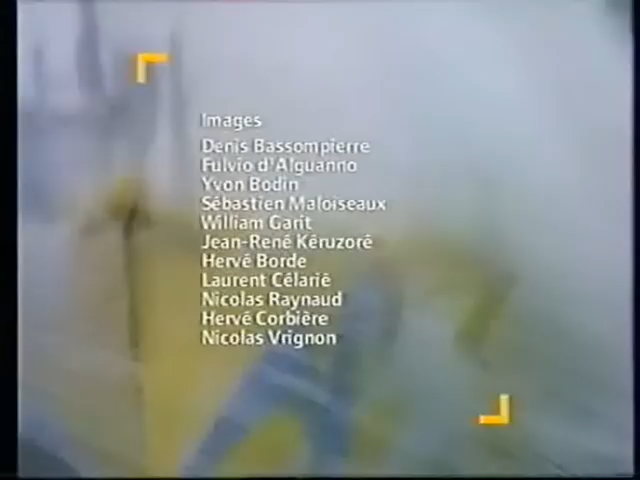 Images
Denis Bassompierre
Fulvio d'Alguanno
Yvon Bodin
Sébastien Maloiseaux
William Garit
Jean-René Kéruzoré
Hervé Borde
Laurent Célarié
Nicolas Raynaud
Hervé Corbière
Nicolas Vrignon